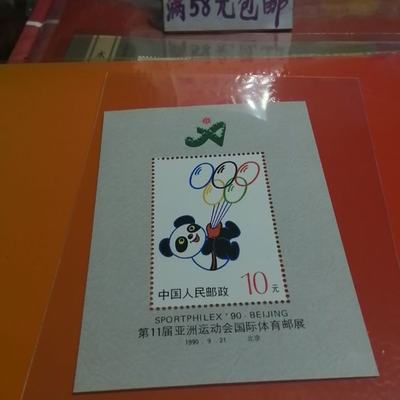 满58元包邮
中国人民邮政
10元
SPORTPHILEX '90·BEIJING
第11届亚洲运动会国际体育邮展
1990.9.21 北京